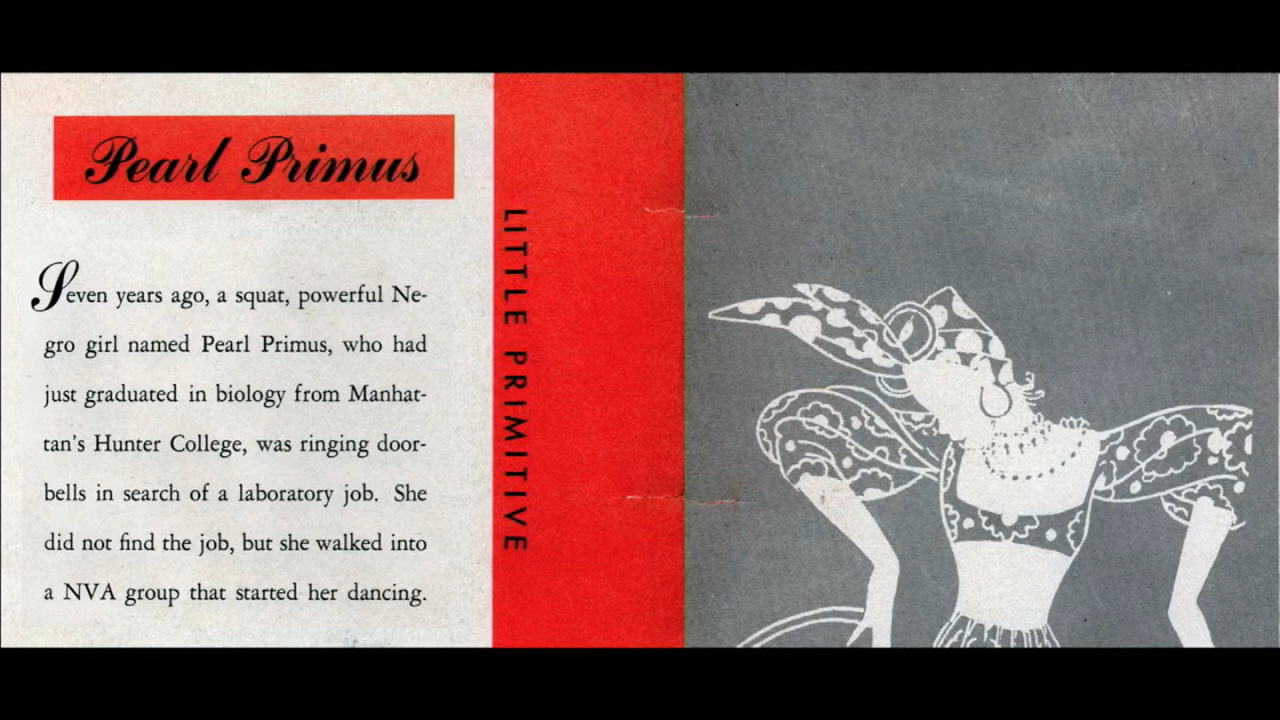 Pearl Primus
Seven years ago, a squat, powerful Ne-
gro girl named Pearl Primus, who had
just graduated in biology from Manhat-
tan's Hunter College, was ringing door-
bells in search of a laboratory job. She
did not find the job, but she walked into
a NVA group that started her dancing.
LITTLE PRIMITIVE